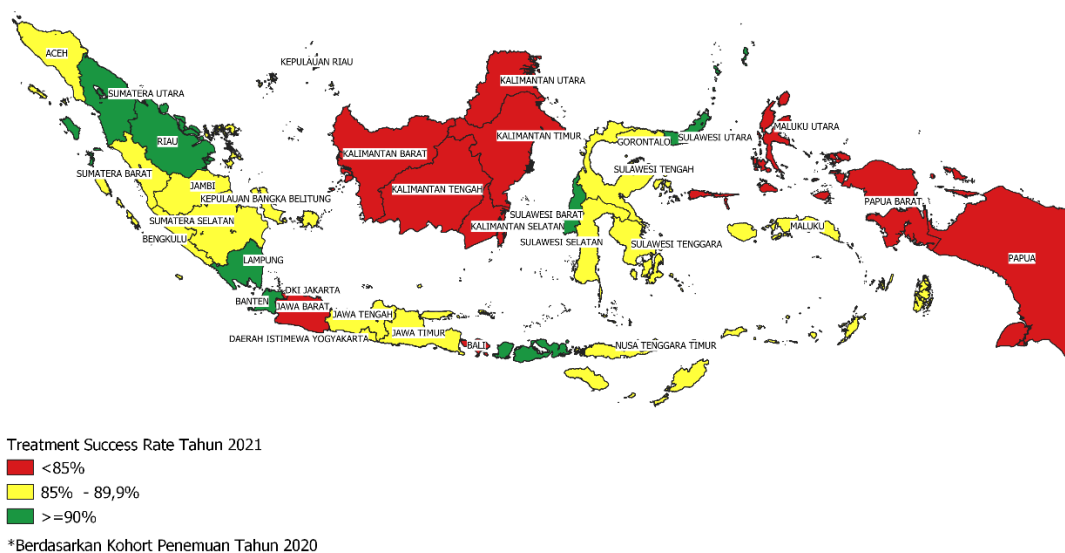 ACEH
KEPULAUAN RIAU
SUMATERA UTARA
KALIMANTAN UTARA
MALUKU UTARA
KALIMANTAN TIMUR
SULAWESI UTARA
RIAU
GORONTALO
KALIMANTAN BARAT
SULAWESI TENGAH
SUMATERA BARAT
JAMBI
KALIMANTAN TENGAH
KEPULAUAN BANGKA BELITUNG
PAPUA BARAT
SUMATERA SELATAN
SULAWESI BARAT
KALIMANTAN SELATAN
MALUKU
BENGKULU
SULAWESI SELATAN
SULAWESI TENGGARA
LAMPUNG
PAPUA
DKI JAKARTA
BANTEN
JAWA BARAT
JAWA TENGAH
JAWA TIMUR
DAERAH ISTIMEWA YOGYAKARTA
BALI
NUSA TENGGARA TIMUR
Treatment Success Rate Tahun 2021
<85%
85% - 89,9%
>=90%
*Berdasarkan Kohort Penemuan Tahun 2020